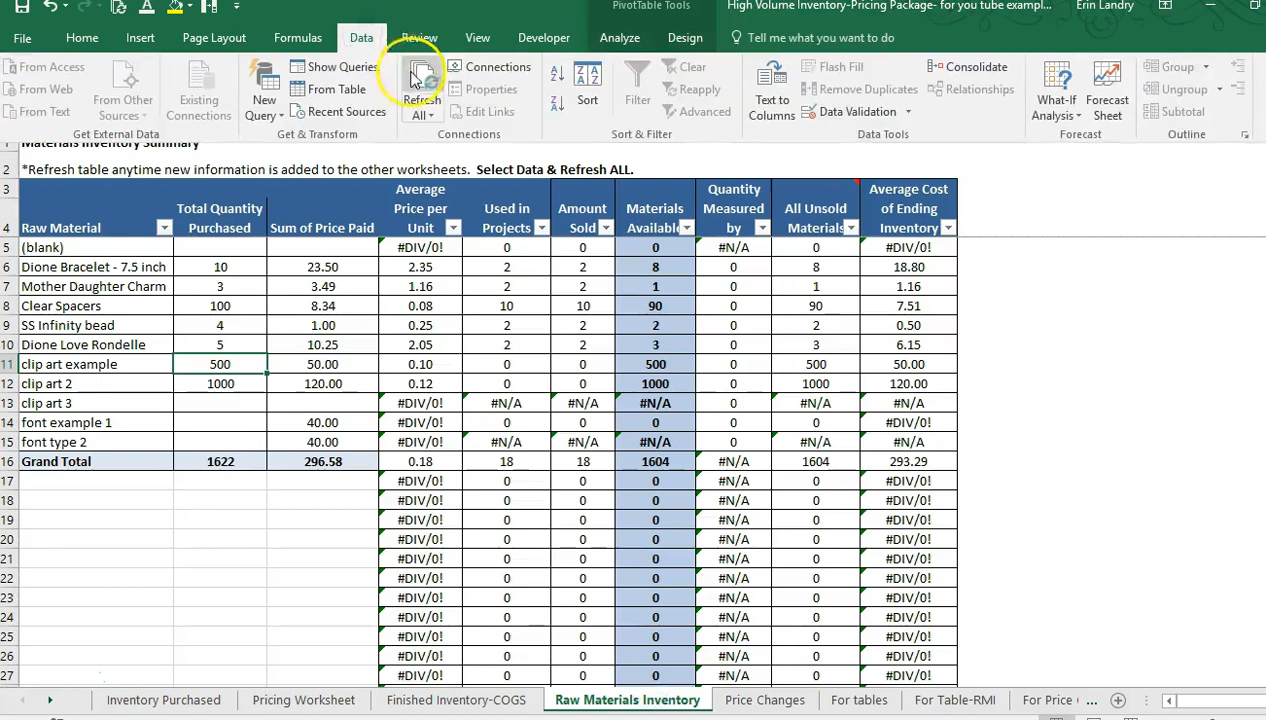 PivotTable Tools
High Volume Inventory-Pricing Package- for you tube exampl...
Erin Landry
File Home Insert Page Layout Formulas Data Review View Developer Analyze Design Tell me what you want to do
From Access
From Web
From Text
From Other Sources
Existing Connections
Get External Data
New Query
Show Queries
From Table
Recent Sources
Get & Transform
Refresh All
Connections
Properties
Edit Links
Connections
Sort
Filter
Clear
Reapply
Advanced
Sort & Filter
Text to Columns
Flash Fill
Remove Duplicates
Data Validation
Consolidate
Relationships
Manage Data Model
Data Tools
What-If Analysis
Forecast Sheet
Forecast
Group
Ungroup
Subtotal
Outline
1 Materials Inventory Summary
2 *Refresh table anytime new information is added to the other worksheets. Select Data & Refresh ALL.
3
4 Raw Material Total Quantity Purchased Sum of Price Paid Average Price per Unit Used in Projects Amount Sold Materials Available Quantity Measured by All Unsold Materials Average Cost of Ending Inventory
5 (blank) #DIV/0! 0 0 0 #N/A 0 #DIV/0!
6 Dione Bracelet - 7.5 inch 10 23.50 2.35 2 2 8 0 8 18.80
7 Mother Daughter Charm 3 3.49 1.16 2 2 1 0 1 1.16
8 Clear Spacers 100 8.34 0.08 10 10 90 0 90 7.51
9 SS Infinity bead 4 1.00 0.25 2 2 2 0 2 0.50
10 Dione Love Rondelle 5 10.25 2.05 2 2 3 0 3 6.15
11 clip art example 500 50.00 0.10 0 0 500 0 500 50.00
12 clip art 2 1000 120.00 0.12 0 0 1000 0 1000 120.00
13 clip art 3 #DIV/0! #N/A #N/A #N/A 0 #N/A #N/A
14 font example 1 40.00 #DIV/0! 0 0 0 0 0 #DIV/0!
15 font type 2 40.00 #DIV/0! #N/A #N/A #N/A 0 #N/A #N/A
16 Grand Total 1622 296.58 0.18 18 18 1604 #N/A 1604 293.29
17 #DIV/0! 0 0 0 #N/A 0 #DIV/0!
18 #DIV/0! 0 0 0 #N/A 0 #DIV/0!
19 #DIV/0! 0 0 0 #N/A 0 #DIV/0!
20 #DIV/0! 0 0 0 #N/A 0 #DIV/0!
21 #DIV/0! 0 0 0 #N/A 0 #DIV/0!
22 #DIV/0! 0 0 0 #N/A 0 #DIV/0!
23 #DIV/0! 0 0 0 #N/A 0 #DIV/0!
24 #DIV/0! 0 0 0 #N/A 0 #DIV/0!
25 #DIV/0! 0 0 0 #N/A 0 #DIV/0!
26 #DIV/0! 0 0 0 #N/A 0 #DIV/0!
27 #DIV/0! 0 0 0 #N/A 0 #DIV/0!
Inventory Purchased Pricing Worksheet Finished Inventory-COGS Raw Materials Inventory Price Changes For tables For Table-RMI For Price ...